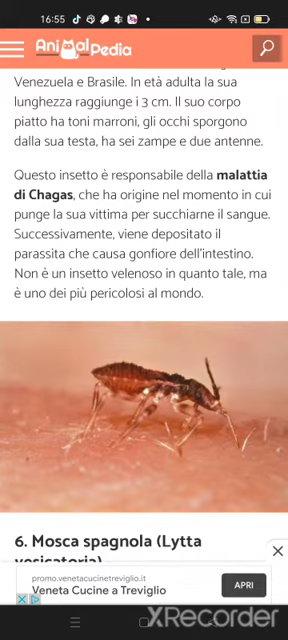 16:55
AnimalPedia
Venezuela e Brasile. In età adulta la sua
lunghezza raggiunge i 3 cm. Il suo corpo
piatto ha toni marroni, gli occhi sporgono
dalla sua testa, ha sei zampe e due antenne.
Questo insetto è responsabile della malattia
di Chagas, che ha origine nel momento in cui
punge la sua vittima per succhiarne il sangue.
Successivamente, viene depositato il
parassita che causa gonfiore dell'intestino.
Non è un insetto velenoso in quanto tale, ma
è uno dei più pericolosi al mondo.
6. Mosca spagnola (Lytta
vesicatoria)
promo.venetacucinetreviglio.it
Veneta Cucine a Treviglio
APRI
XRecorder